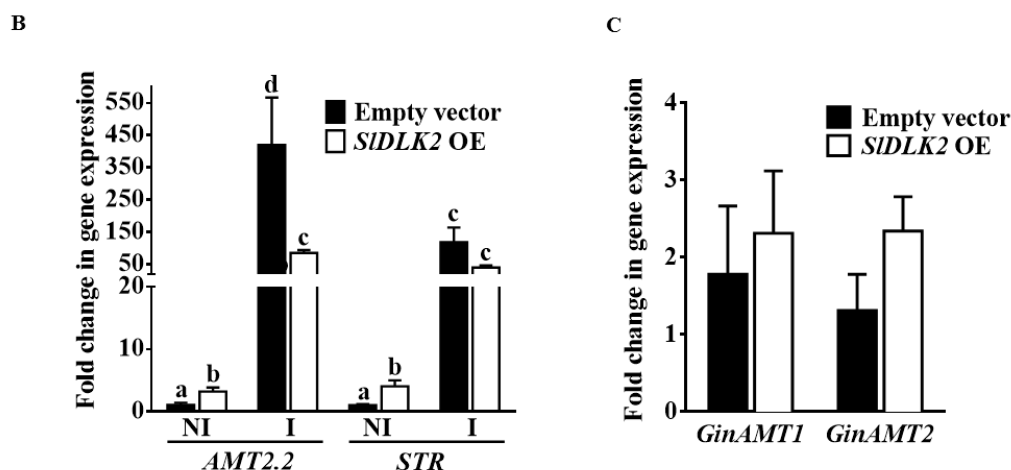 B
Fold change in gene expression
550
450
350
250
150
50
20
10
0
Empty vector
SlDLK2 OE
a
b
d
c
a
b
c
c
NI
I
NI
I
AMT2.2
STR
C
Fold change in gene expression
4
3
2
1
0
Empty vector
SlDLK2 OE
GinAMT1
GinAMT2